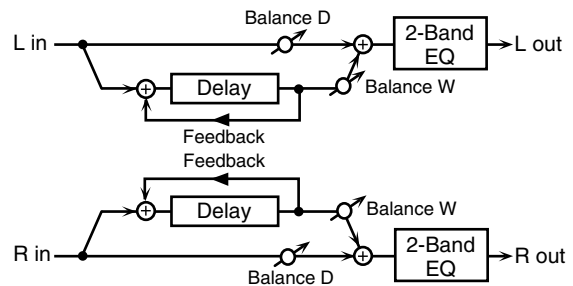 Balance D
L in
2-Band
EQ
L out
Delay
Balance W
Feedback
Feedback
Delay
Balance W
R in
2-Band
EQ
R out
Balance D